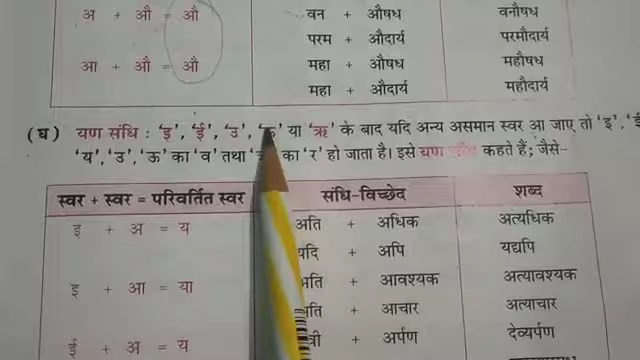 अ + औ = औ वन + औषध वनौषध
परम + औदार्य परमौदार्य
आ + औ = औ महा + औषध महौषध
महा + औदार्य महौदार्य
(घ) यण संधि : 'इ', 'ई', 'उ', या 'ऋ' के बाद यदि अन्य असमान स्वर आ जाए तो 'इ', 'ई
'य', 'उ', 'ऊ' का 'व' तथा का 'र' हो जाता है। इसे यण संधि कहते हैं; जैसे-
स्वर + स्वर = परिवर्तित स्वर संधि-विच्छेद शब्द
इ + अ = य अति + अधिक अत्यधिक
यदि + अपि यद्यपि
इ + आ = या अति + आवश्यक अत्यावश्यक
अति + आचार अत्याचार
ई + अ = य + अर्पण देव्यर्पण